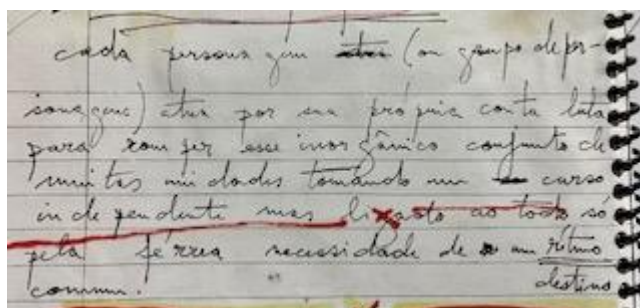 cada personagem (ou grupo de per-
sonagens) atua por sua própria conta luta
para romper esse inorgânico conjunto de
muitas unidades tomando um curso
independente mas ligado ao todo só
pela férrea necessidade de um ritmo
comum. destino